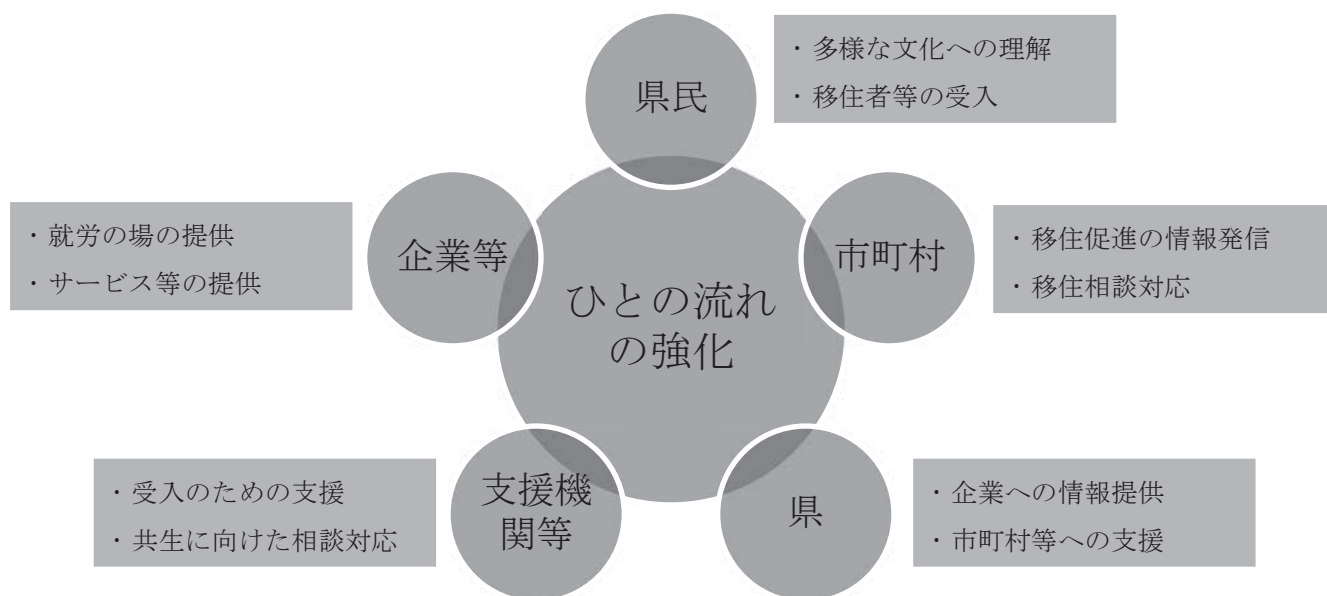 県民
・多様な文化への理解
・移住者等の受入
企業等
・就労の場の提供
・サービス等の提供
市町村
・移住促進の情報発信
・移住相談対応
ひとの流れ
の強化
支援機
関等
・受入のための支援
・共生に向けた相談対応
県
・企業への情報提供
・市町村等への支援